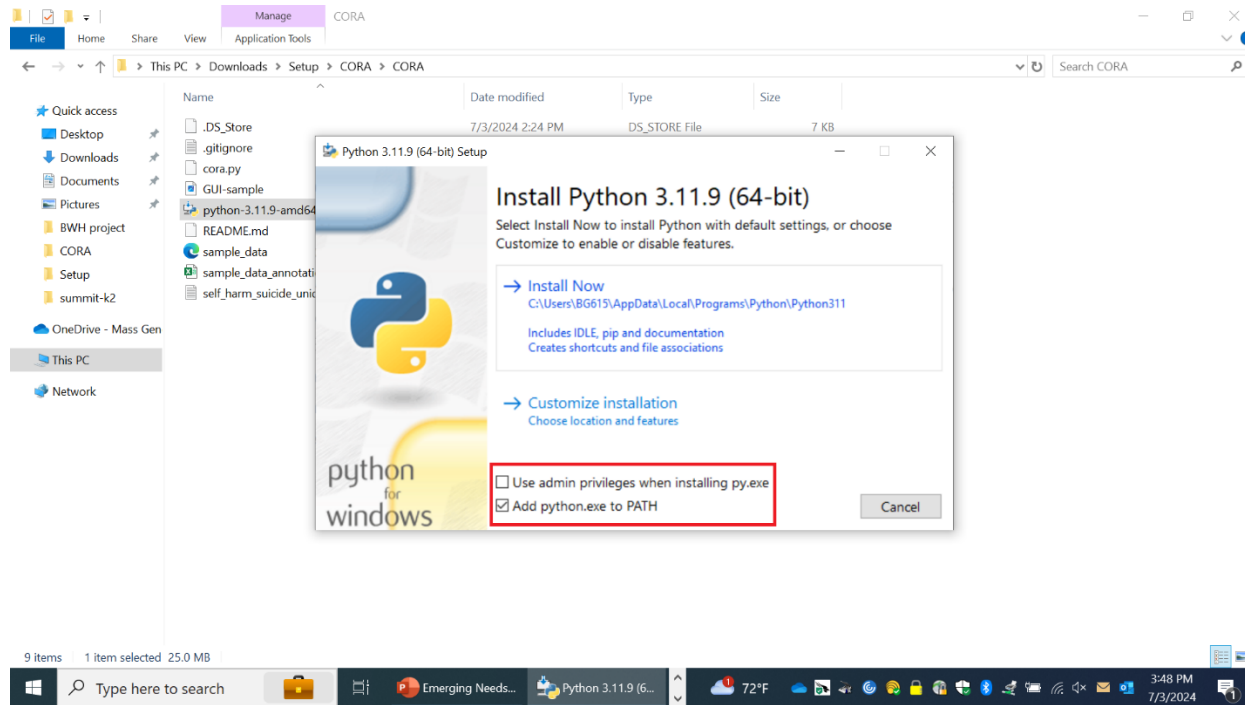 Manage CORA
File Home Share View Application Tools
This PC > Downloads > Setup > CORA > CORA
Search CORA
Name Date modified Type Size
Quick access
Desktop
Downloads
Documents
Pictures
BWH project
CORA
Setup
summit-k2
OneDrive - Mass Gen
This PC
Network
.DS_Store 7/3/2024 2:24 PM DS_STORE File 7 KB
.gitignore
cora.py
GUI-sample
python-3.11.9-amd64
README.md
sample_data
sample_data_annotati
self_harm_suicide_unic
Python 3.11.9 (64-bit) Setup
Install Python 3.11.9 (64-bit)
Select Install Now to install Python with default settings, or choose
Customize to enable or disable features.
Install Now
C:\Users\BG615\AppData\Local\Programs\Python\Python311
Includes IDLE, pip and documentation
Creates shortcuts and file associations
Customize installation
Choose location and features
python
for
windows
Use admin privileges when installing py.exe
Add python.exe to PATH
Cancel
9 items 1 item selected 25.0 MB
Type here to search
Emerging Needs...
Python 3.11.9 (6...
1
72°F
3:48 PM
7/3/2024
1